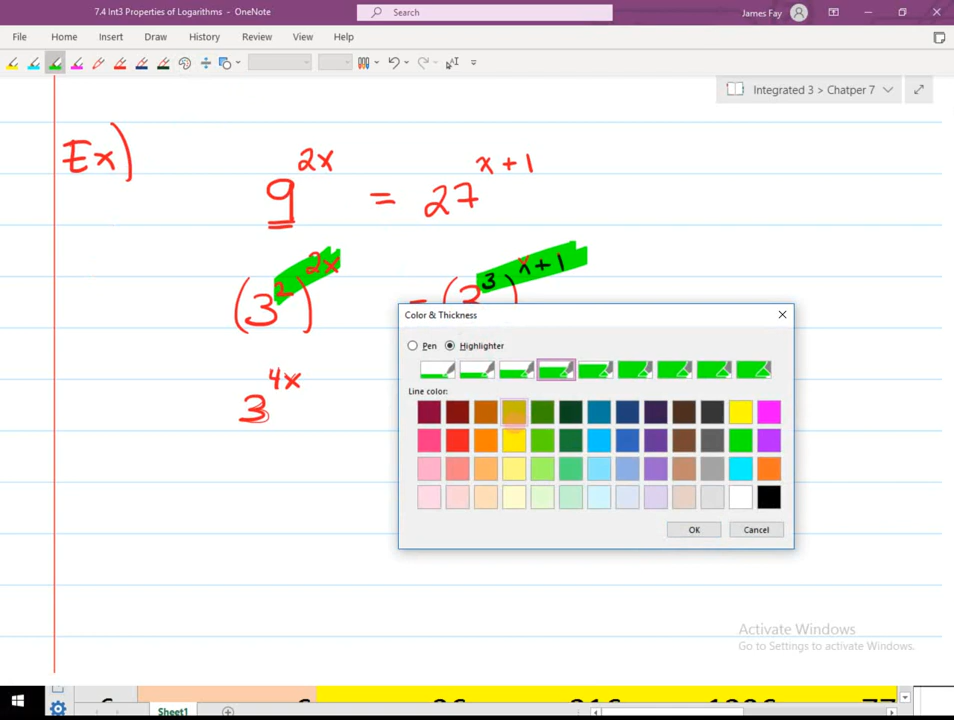 7.4 Int3 Properties of Logarithms - OneNote
Search
James Fay
File Home Insert Draw History Review View Help
Integrated 3 > Chatper 7
Ex) 9^{2x} = 27^{x+1}
(3^2)^{2x} = (3^3)^{x+1}
Color & Thickness
Pen Highlighter
3^{4x}
Line color:
OK Cancel
Activate Windows
Go to Settings to activate Windows.
Sheet1